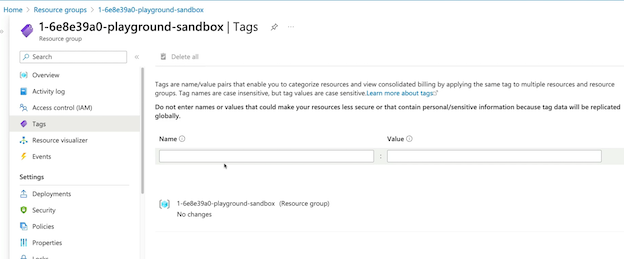 Home > Resource groups > 1-6e8e39a0-playground-sandbox
1-6e8e39a0-playground-sandbox | Tags
Resource group
Search
Delete all
Overview
Activity log
Access control (IAM)
Tags
Resource visualizer
Events
Settings
Deployments
Security
Policies
Properties
Locks
Tags are name/value pairs that enable you to categorize resources and view consolidated billing by applying the same tag to multiple resources and resource
groups. Tag names are case insensitive, but tag values are case sensitive. Learn more about tags
Do not enter names or values that could make your resources less secure or that contain personal/sensitive information because tag data will be replicated
globally.
Name Value
:
1-6e8e39a0-playground-sandbox (Resource group)
No changes